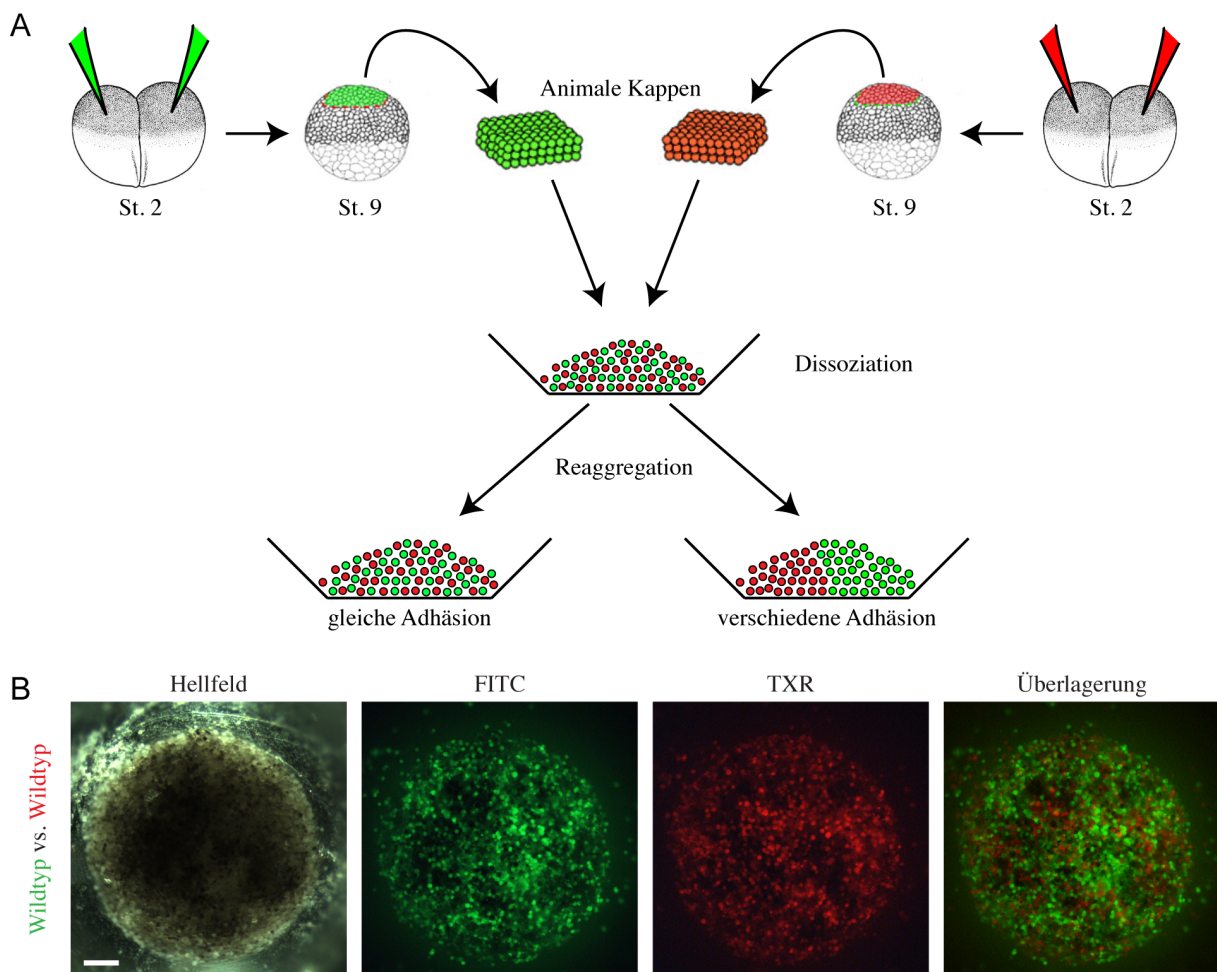 A
Animale Kappen
St. 2
St. 9
St. 9
St. 2
Dissoziation
Reaggregation
gleiche Adhäsion
verschiedene Adhäsion
B
Hellfeld
FITC
TXR
Überlagerung
Wildtyp vs. Wildtyp